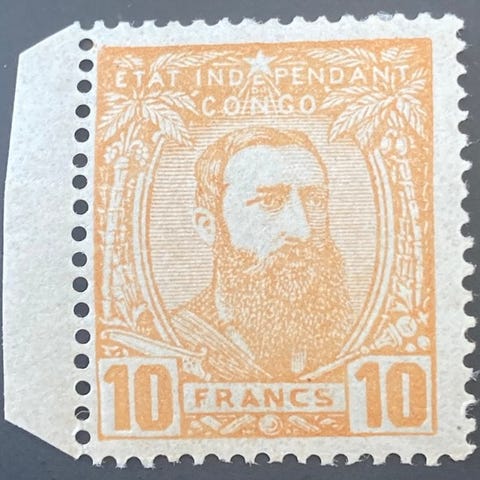 ETAT INDEPENDANT
DU
CONGO
10 FRANCS 10